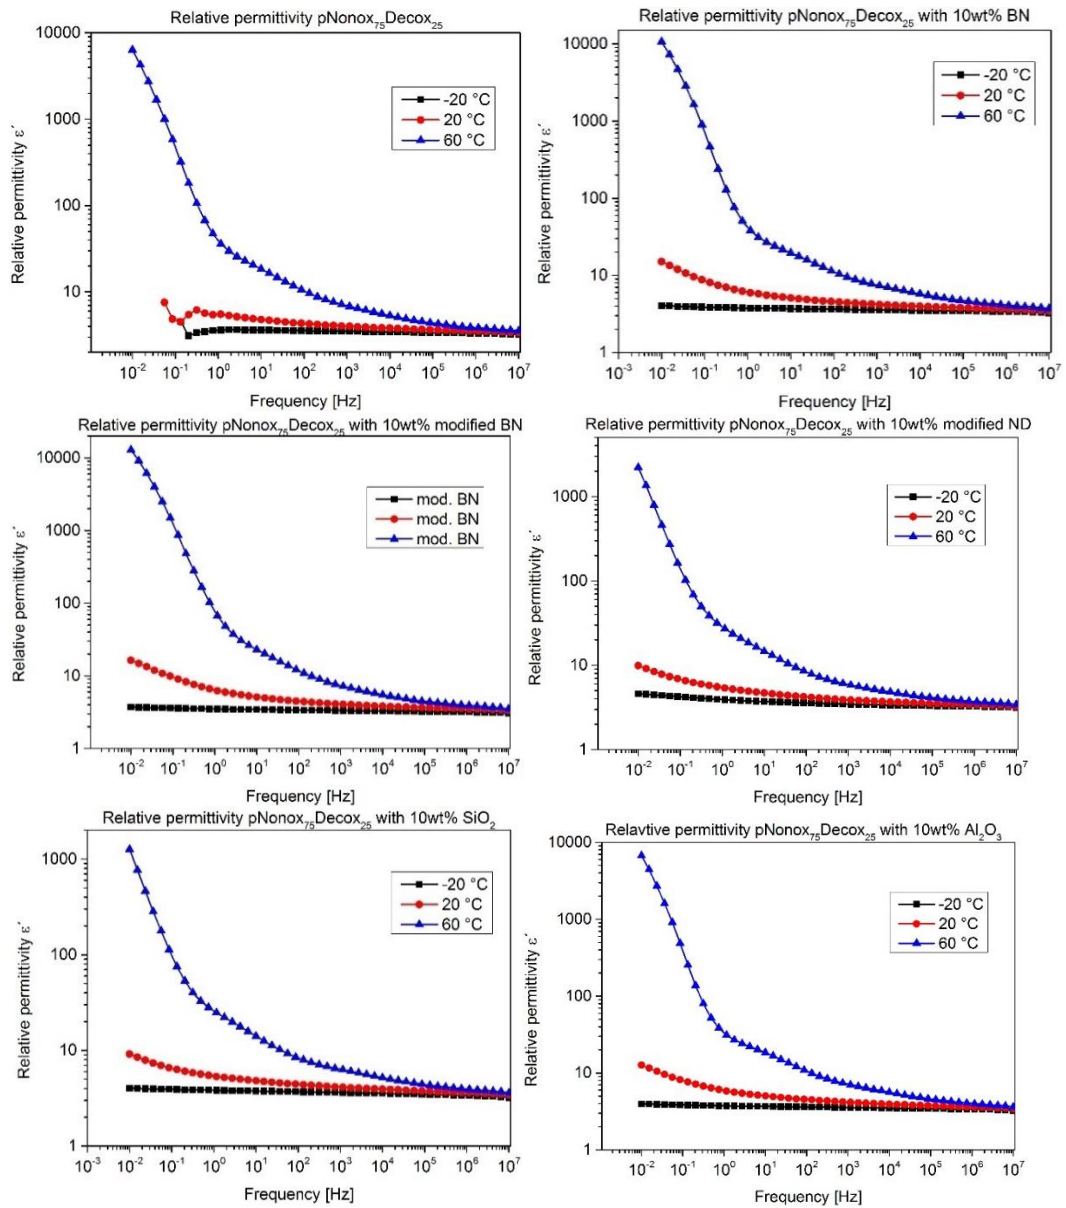 Relative permittivity pNonox₇₅Decox₂₅
10000
1000
100
10
Relative permittivity ε´
-20 °C
20 °C
60 °C
10⁻² 10⁻¹ 10⁰ 10¹ 10² 10³ 10⁴ 10⁵ 10⁶ 10⁷
Frequency [Hz]
Relative permittivity pNonox₇₅Decox₂₅ with 10wt% BN
10000
1000
100
10
1
Relative permittivity ε´
-20 °C
20 °C
60 °C
10⁻³ 10⁻² 10⁻¹ 10⁰ 10¹ 10² 10³ 10⁴ 10⁵ 10⁶ 10⁷
Frequency [Hz]
Relative permittivity pNonox₇₅Decox₂₅ with 10wt% modified BN
10000
1000
100
10
1
Relative permittivity ε´
mod. BN
mod. BN
mod. BN
10⁻² 10⁻¹ 10⁰ 10¹ 10² 10³ 10⁴ 10⁵ 10⁶ 10⁷
Frequency [Hz]
Relative permittivity pNonox₇₅Decox₂₅ with 10wt% modified ND
1000
100
10
1
Relative permittivity ε´
-20 °C
20 °C
60 °C
10⁻² 10⁻¹ 10⁰ 10¹ 10² 10³ 10⁴ 10⁵ 10⁶ 10⁷
Frequency [Hz]
Relative permittivity pNonox₇₅Decox₂₅ with 10wt% SiO₂
1000
100
10
1
Relative permittivity ε´
-20 °C
20 °C
60 °C
10⁻³ 10⁻² 10⁻¹ 10⁰ 10¹ 10² 10³ 10⁴ 10⁵ 10⁶ 10⁷
Frequency [Hz]
Relavtive permittivity pNonox₇₅Decox₂₅ with 10wt% Al₂O₃
10000
1000
100
10
1
Relative permittivity ε´
-20 °C
20 °C
60 °C
10⁻² 10⁻¹ 10⁰ 10¹ 10² 10³ 10⁴ 10⁵ 10⁶ 10⁷
Frequency [Hz]